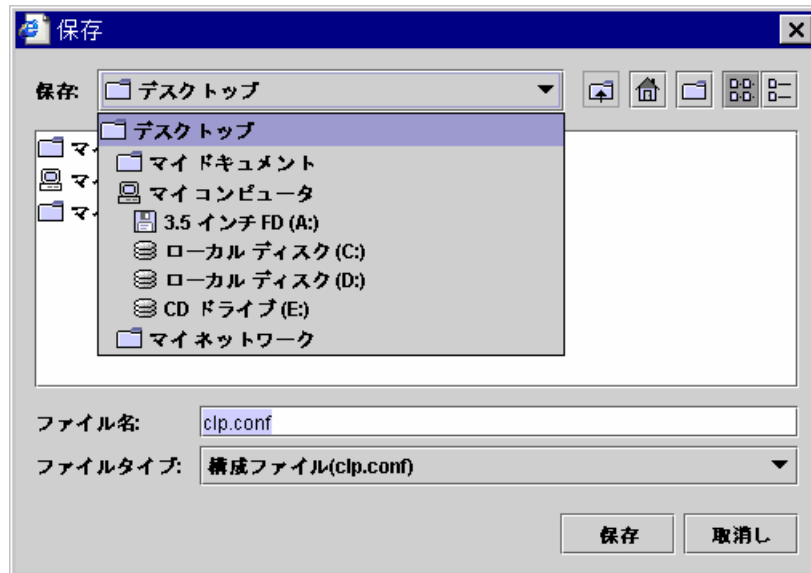 保存
保存: デスクトップ
デスクトップ
マイ ドキュメント
マイ コンピュータ
3.5 インチ FD (A:)
ローカル ディスク (C:)
ローカル ディスク (D:)
CD ドライブ (E:)
マイ ネットワーク
ファイル名: clp.conf
ファイルタイプ: 構成ファイル(clp.conf)
保存 取消し